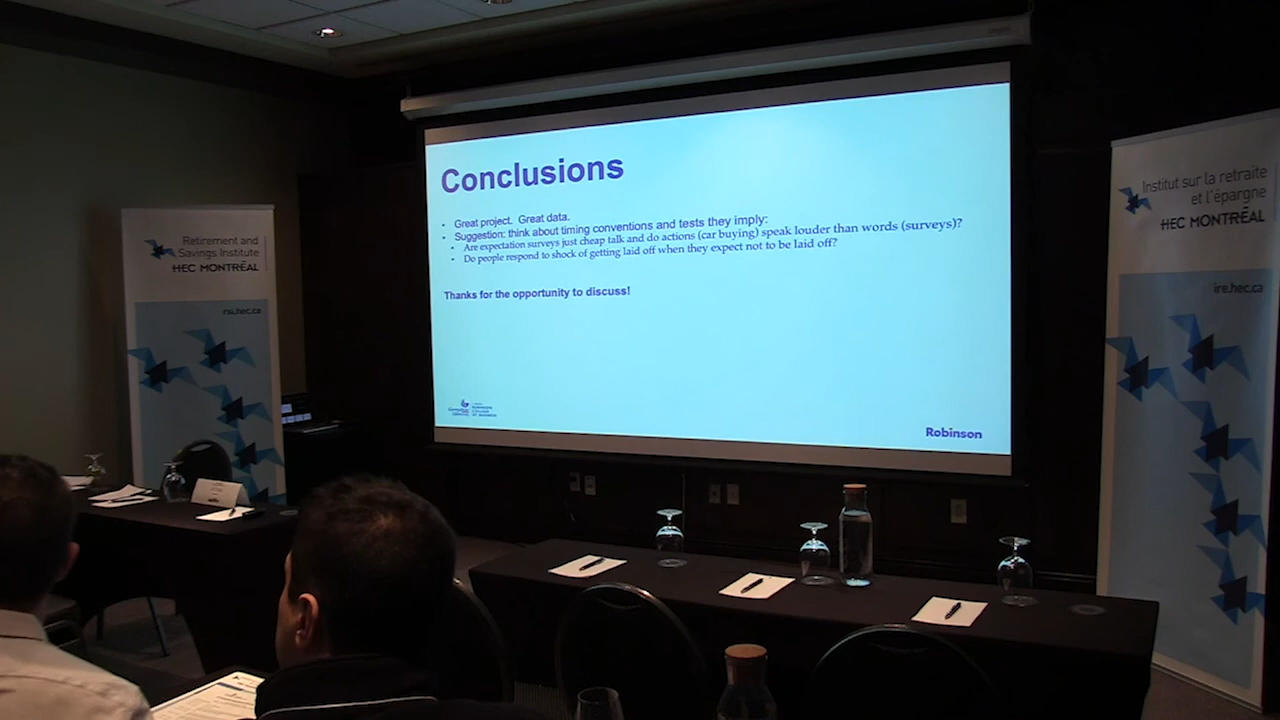 Conclusions
• Great project. Great data.
• Suggestion: think about timing conventions and tests they imply:
• Are expectation surveys just cheap talk and do actions (car buying) speak louder than words (surveys)?
• Do people respond to shock of getting laid off when they expect not to be laid off?
Thanks for the opportunity to discuss!
Robinson
Retirement and
Savings Institute
HEC MONTRĒAL
rsi.hec.ca
Institut sur la retraite
et l'épargne
HEC MONTRĒAL
ire.hec.ca